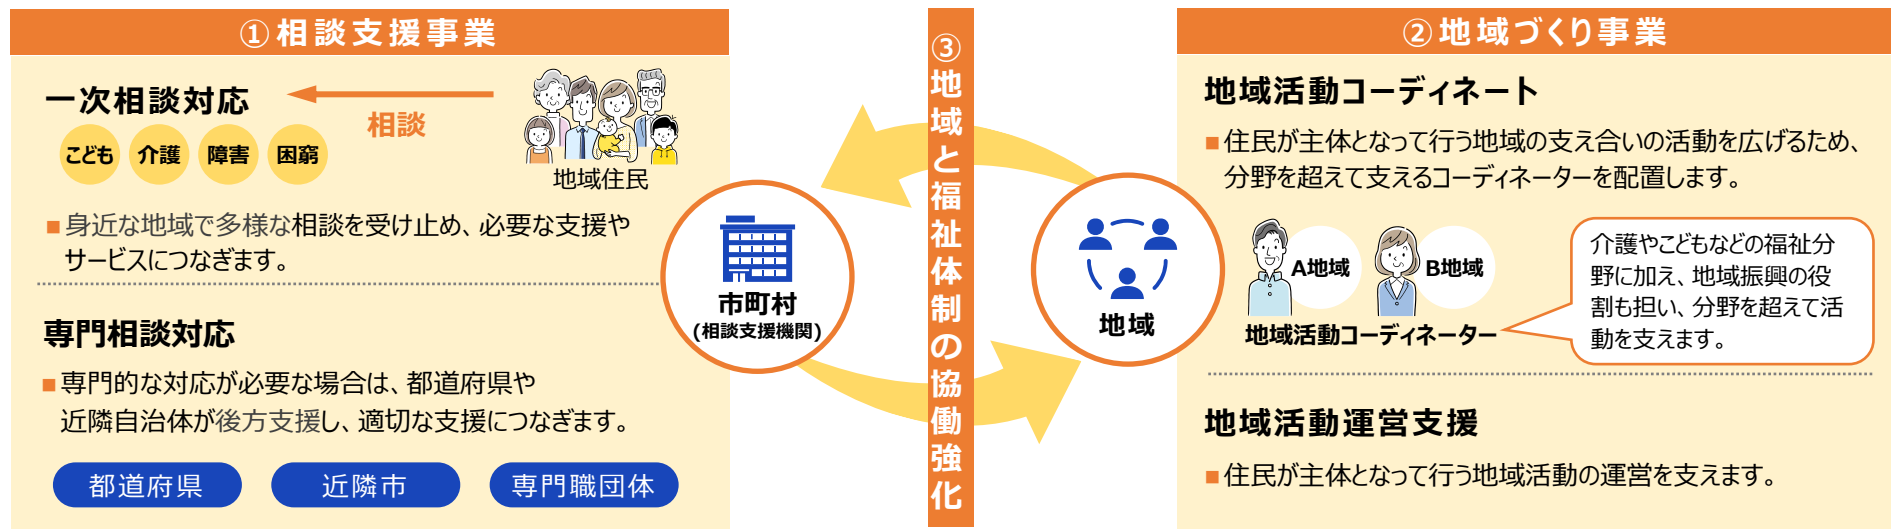 ①相談支援事業
一次相談対応
相談
こども 介護 障害 困窮
地域住民
■身近な地域で多様な相談を受け止め、必要な支援や
サービスにつなぎます。
専門相談対応
■専門的な対応が必要な場合は、都道府県や
近隣自治体が後方支援し、適切な支援につなぎます。
都道府県 近隣市 専門職団体
市町村
(相談支援機関)
③地域と福祉体制の協働強化
地域
②地域づくり事業
地域活動コーディネート
■住民が主体となって行う地域の支え合いの活動を広げるため、
分野を超えて支えるコーディネーターを配置します。
A地域 B地域
地域活動コーディネーター
介護やこどもなどの福祉分
野に加え、地域振興の役
割も担い、分野を超えて活
動を支えます。
地域活動運営支援
■住民が主体となって行う地域活動の運営を支えます。